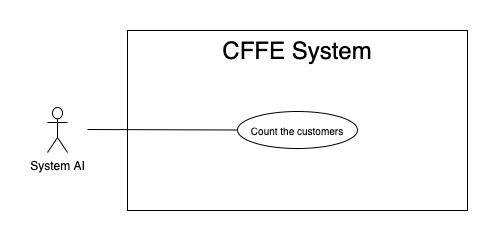 CFFE System
Count the customers
System AI